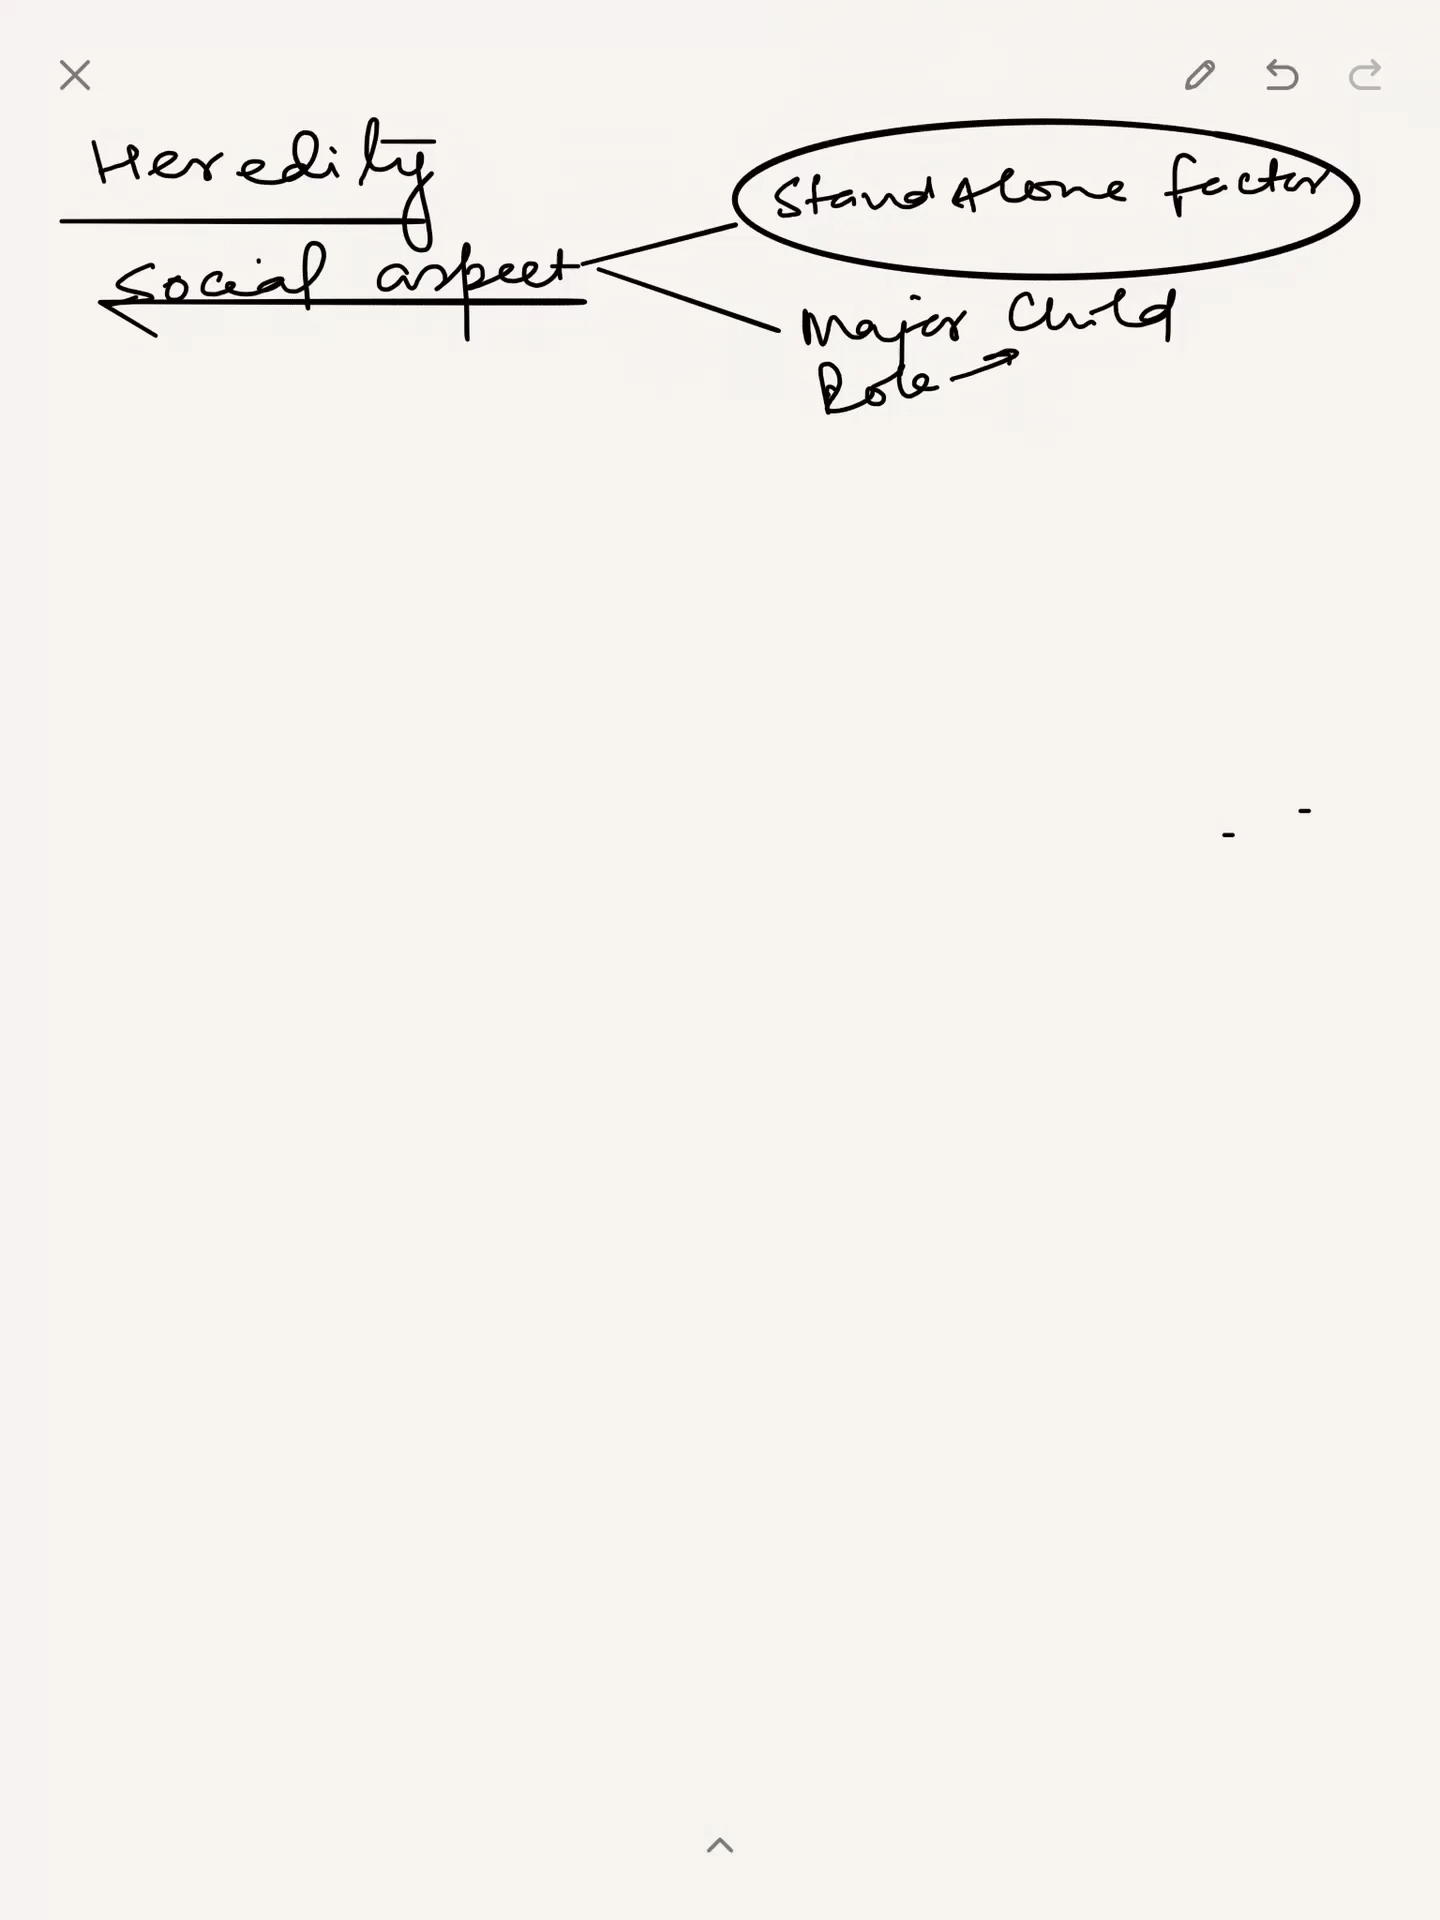 Heredity
Stand Alone factor
Social aspect
Major Child
Role →